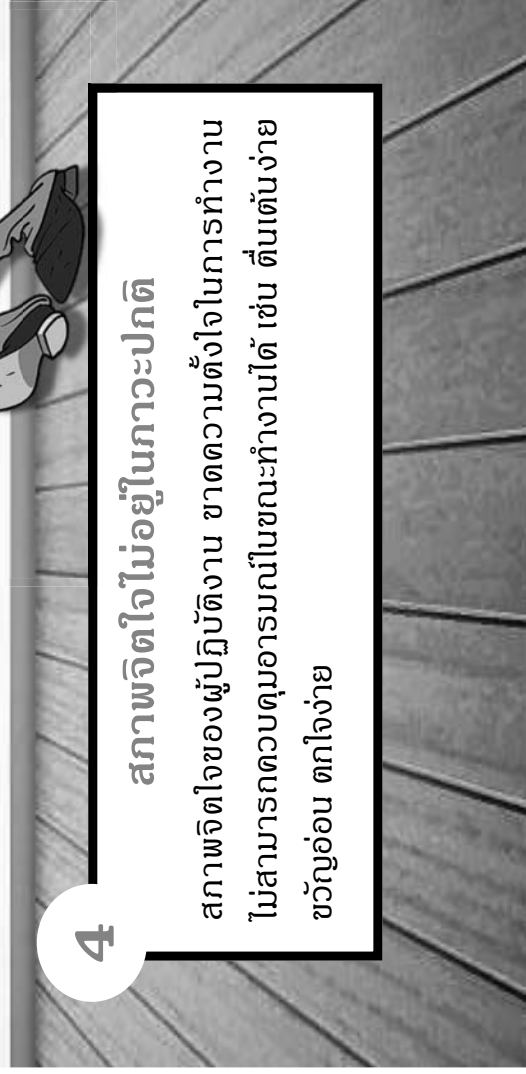 4
สภาพจิตใจไม่อยู่ในภาวะปกติ
สภาพจิตใจของผู้ปฏิบัติงาน ขาดความตั้งใจในการทำงาน
ไม่สามารถควบคุมอารมณ์ในขณะทำงานได้ เช่น ตื่นเต้นง่าย
ขวัญอ่อน ตกใจง่าย